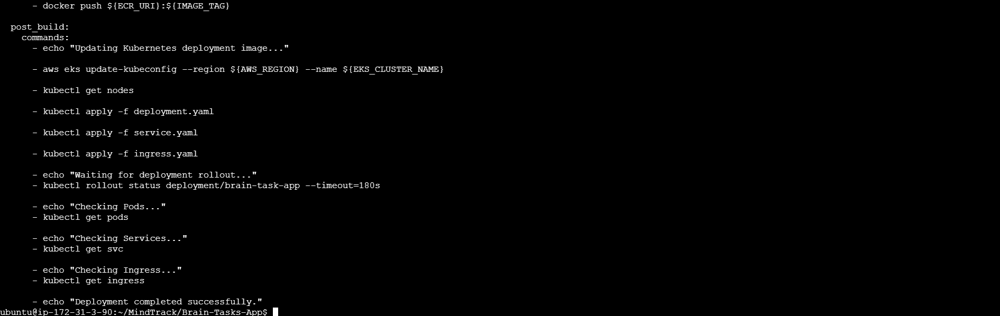 - docker push ${ECR_URI}:${IMAGE_TAG}
post_build:
commands:
- echo "Updating Kubernetes deployment image..."
- aws eks update-kubeconfig --region ${AWS_REGION} --name ${EKS_CLUSTER_NAME}
- kubectl get nodes
- kubectl apply -f deployment.yaml
- kubectl apply -f service.yaml
- kubectl apply -f ingress.yaml
- echo "Waiting for deployment rollout..."
- kubectl rollout status deployment/brain-task-app --timeout=180s
- echo "Checking Pods..."
- kubectl get pods
- echo "Checking Services..."
- kubectl get svc
- echo "Checking Ingress..."
- kubectl get ingress
- echo "Deployment completed successfully."
ubuntu@ip-172-31-3-90:~/MindTrack/Brain-Tasks-App$